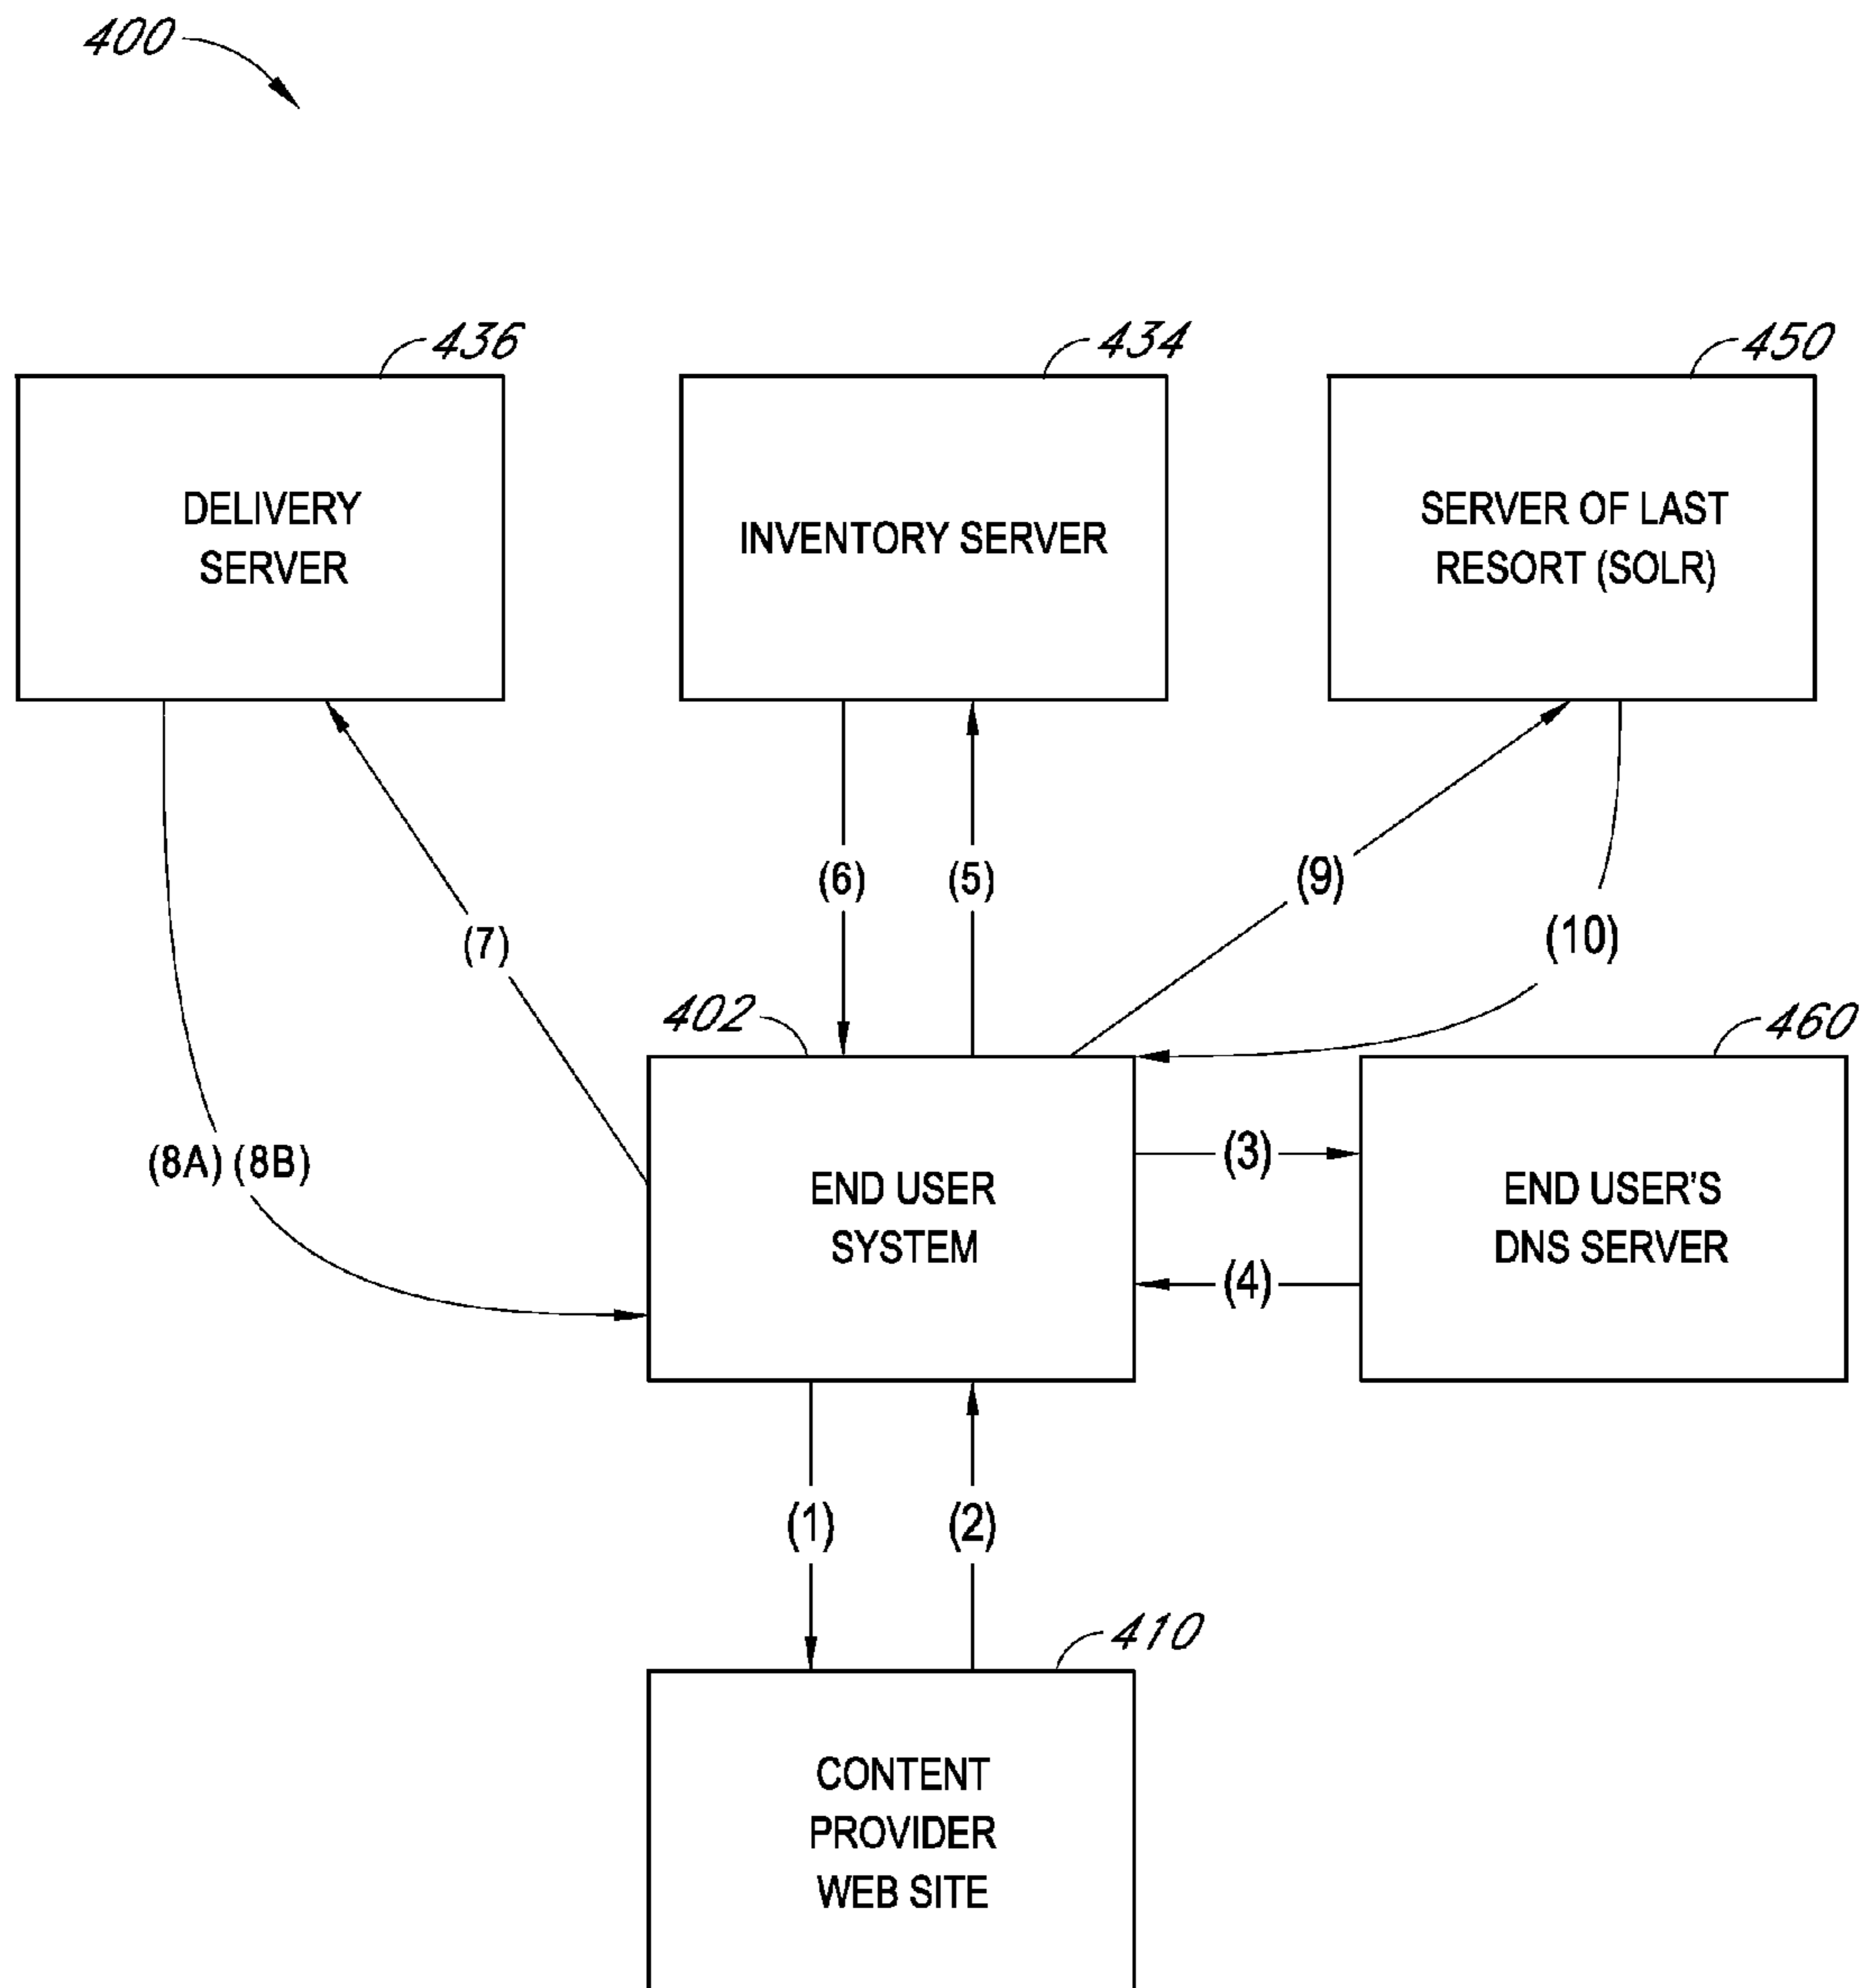 400
436
434
450
DELIVERY
SERVER
INVENTORY SERVER
SERVER OF LAST
RESORT (SOLR)
(6)
(5)
(9)
(7)
(10)
402
460
(8A) (8B)
(3)
END USER
SYSTEM
END USER'S
DNS SERVER
(4)
(1)
(2)
410
CONTENT
PROVIDER
WEB SITE